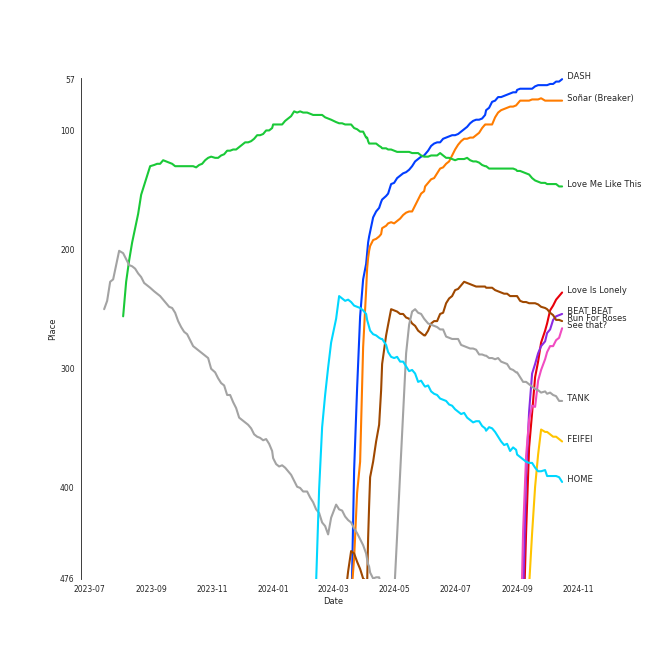 57
100
200
300
400
476
Place
2023-07
2023-09
2023-11
2024-01
2024-03
2024-05
2024-07
2024-09
2024-11
Date
DASH
Soñar (Breaker)
Love Me Like This
Love Is Lonely
BEAT BEAT
Run For Roses
See that?
TANK
FEIFEI
HOME